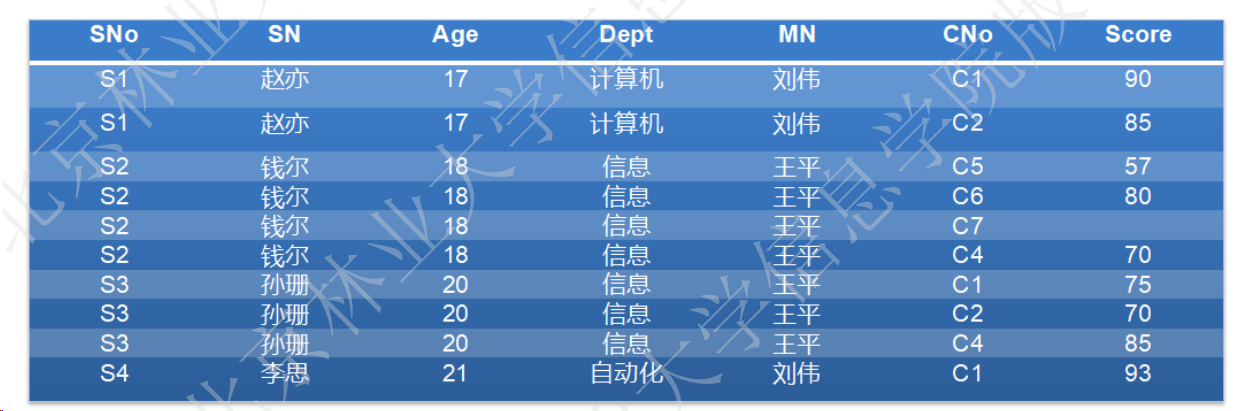 SNo SN Age Dept MN CNo Score
S1 赵亦 17 计算机 刘伟 C1 90
S1 赵亦 17 计算机 刘伟 C2 85
S2 钱尔 18 信息 王平 C5 57
S2 钱尔 18 信息 王平 C6 80
S2 钱尔 18 信息 王平 C7
S2 钱尔 18 信息 王平 C4 70
S3 孙珊 20 信息 王平 C1 75
S3 孙珊 20 信息 王平 C2 70
S3 孙珊 20 信息 王平 C4 85
S4 李思 21 自动化 刘伟 C1 93
北京林业大学信息学院版